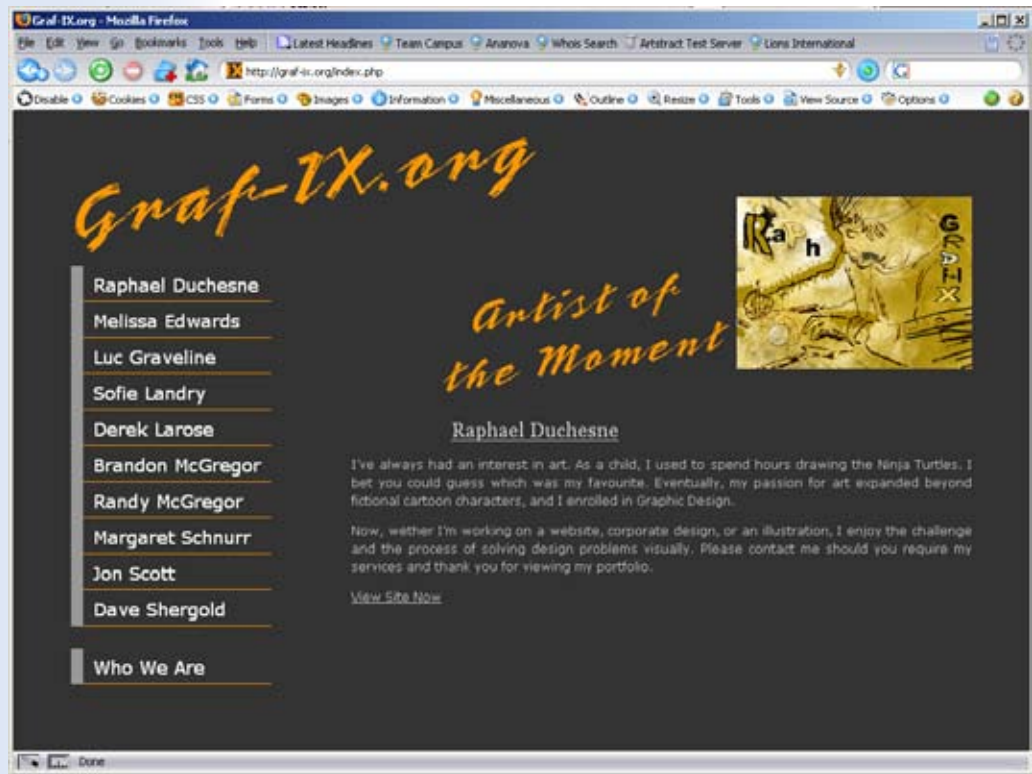 Graf-IX.org - Mozilla Firefox
File Edit View Go Bookmarks Tools Help Latest Headlines Team Campus Ananova Whois Search Artstract Test Server Lions International
http://graf-ix.org/index.php
Disable Cookies CSS Forms Images Information Miscellaneous Outline Resize Tools View Source Options
Graf-IX.org
Raph
GRAPHX
Artist of
the Moment
Raphael Duchesne
Melissa Edwards
Luc Graveline
Sofie Landry
Derek Larose
Brandon McGregor
Randy McGregor
Margaret Schnurr
Jon Scott
Dave Shergold
Who We Are
Raphael Duchesne
I've always had an interest in art. As a child, I used to spend hours drawing the Ninja Turtles. I
bet you could guess which was my favourite. Eventually, my passion for art expanded beyond
fictional cartoon characters, and I enrolled in Graphic Design.
Now, wether I'm working on a website, corporate design, or an illustration, I enjoy the challenge
and the process of solving design problems visually. Please contact me should you require my
services and thank you for viewing my portfolio.
View Site Now
Done